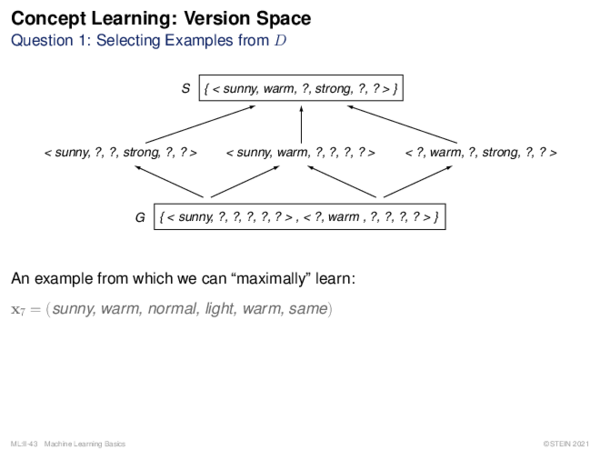 Concept Learning: Version Space
Question 1: Selecting Examples from D
S { < sunny, warm, ?, strong, ?, ? > }
< sunny, ?, ?, strong, ?, ? > < sunny, warm, ?, ?, ?, ? > < ?, warm, ?, strong, ?, ? >
G { < sunny, ?, ?, ?, ?, ? > , < ?, warm , ?, ?, ?, ? > }
An example from which we can “maximally” learn:
x₇ = (sunny, warm, normal, light, warm, same)
ML:II-43 Machine Learning Basics ©STEIN 2021